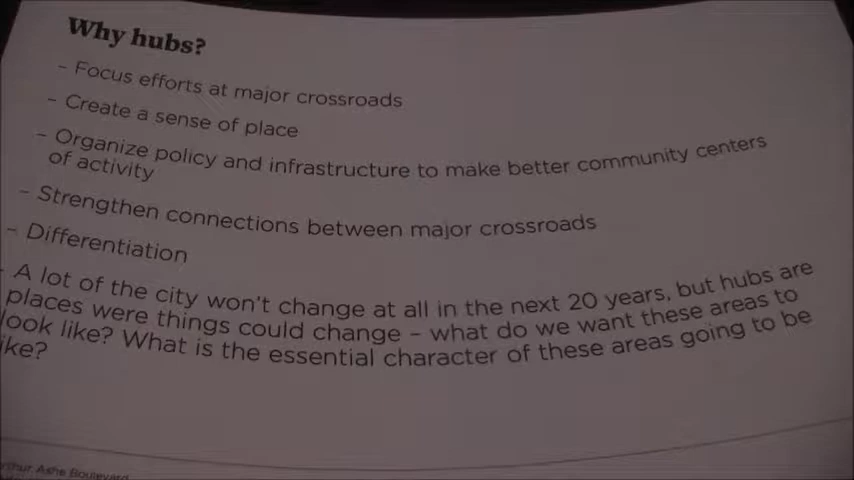 Why hubs?
– Focus efforts at major crossroads
– Create a sense of place
– Organize policy and infrastructure to make better community centers
of activity
– Strengthen connections between major crossroads
– Differentiation
- A lot of the city won't change at all in the next 20 years, but hubs are
places were things could change – what do we want these areas to
look like? What is the essential character of these areas going to be
like?
Arthur Ashe Boulevard